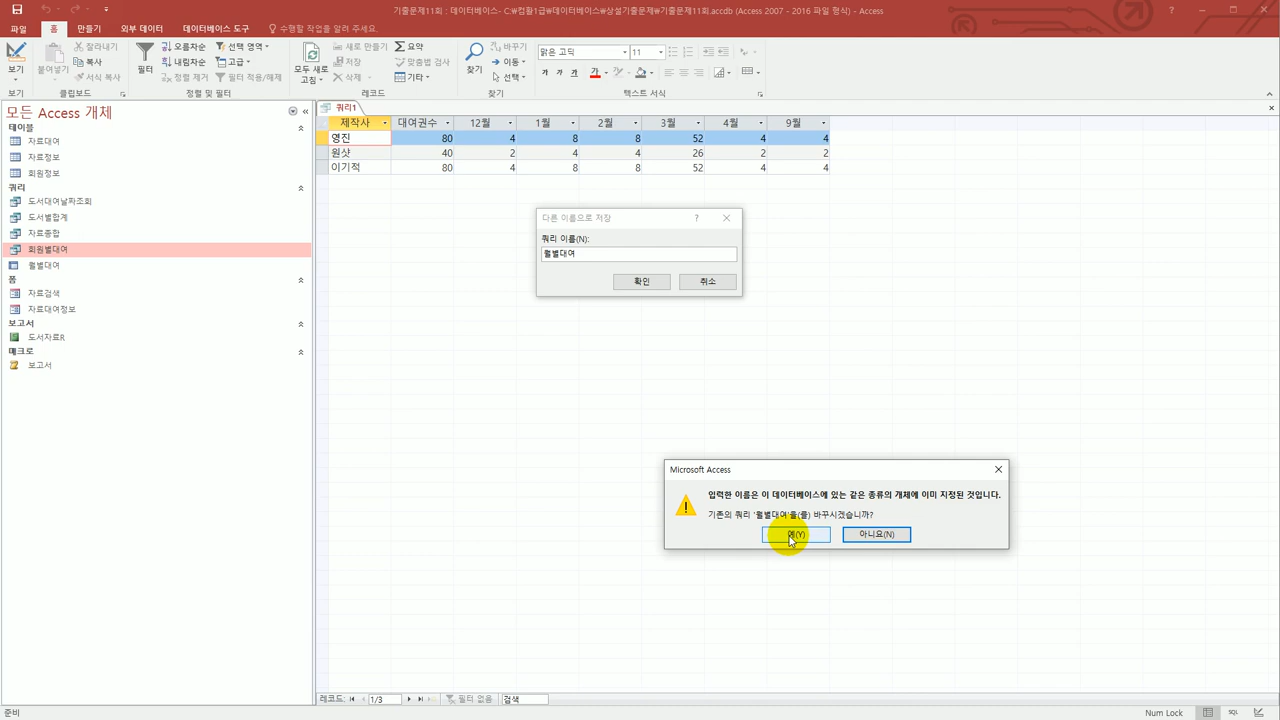 기출문제11회 : 데이터베이스- C:₩컴활1급₩데이터베이스₩상설기출문제₩기출문제11회.accdb (Access 2007 - 2016 파일 형식) - Access
파일 홈 만들기 외부 데이터 데이터베이스 도구 수행할 작업을 알려 주세요.
보기
보기
붙여넣기
잘라내기
복사
서식 복사
클립보드
필터
오름차순
내림차순
정렬 제거
선택 영역
고급
필터 적용/해제
정렬 및 필터
모두 새로
고침
새로 만들기
저장
삭제
요약
맞춤법 검사
기타
레코드
찾기
바꾸기
이동
선택
찾기
맑은 고딕 11
가 가 가 가
텍스트 서식
모든 Access 개체
테이블
자료대여
자료정보
회원정보
쿼리
도서대여날짜조회
도서별합계
자료종합
회원별대여
월별대여
폼
자료검색
자료대여정보
보고서
도서자료R
매크로
보고서
쿼리1
제작사 대여권수 12월 1월 2월 3월 4월 9월
영진 80 4 8 8 52 4 4
원샷 40 2 4 4 26 2 2
이기적 80 4 8 8 52 4 4
다른 이름으로 저장 ?
쿼리 이름(N):
월별대여
확인 취소
Microsoft Access
입력한 이름은 이 데이터베이스에 있는 같은 종류의 개체에 이미 지정된 것입니다.
기존의 쿼리 '월별대여'을(를) 바꾸시겠습니까?
예(Y) 아니요(N)
레코드: 1/3 필터 없음 검색
준비 Num Lock SQL